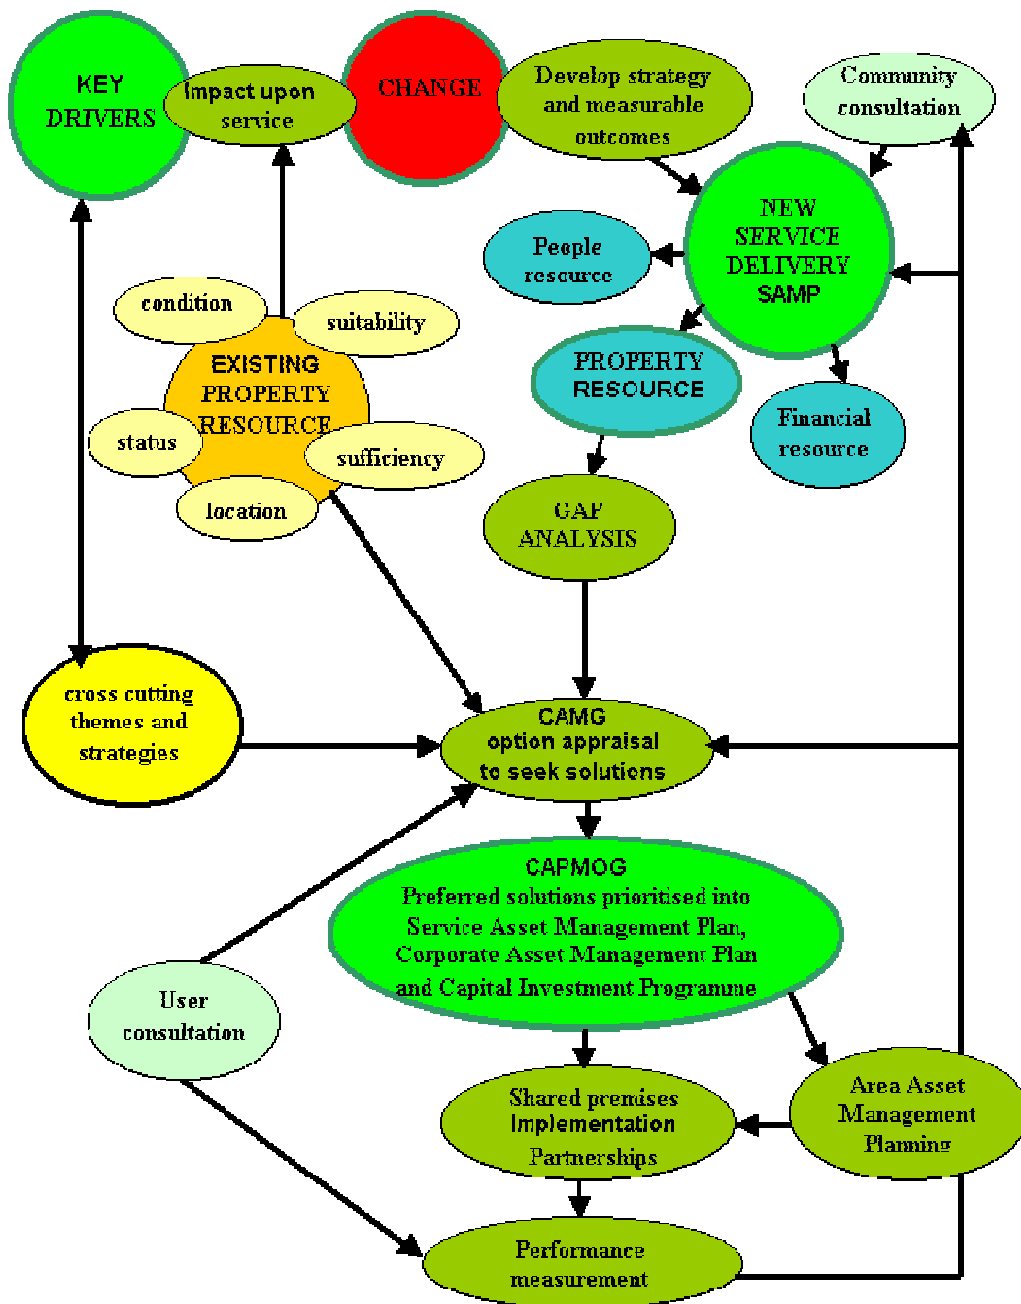 KEY
DRIVERS
Impact upon
service
CHANGE
Develop strategy
and measurable
outcomes
Community
consultation
NEW
SERVICE
DELIVERY
SAMP
People
resource
PROPERTY
RESOURCE
Financial
resource
condition
suitability
EXISTING
PROPERTY
RESOURCE
status
sufficiency
location
GAP
ANALYSIS
cross cutting
themes and
strategies
CAMG
option appraisal
to seek solutions
CAPMOG
Preferred solutions prioritised into
Service Asset Management Plan,
Corporate Asset Management Plan
and Capital Investment Programme
User
consultation
Shared premises
Implementation
Partnerships
Area Asset
Management
Planning
Performance
measurement